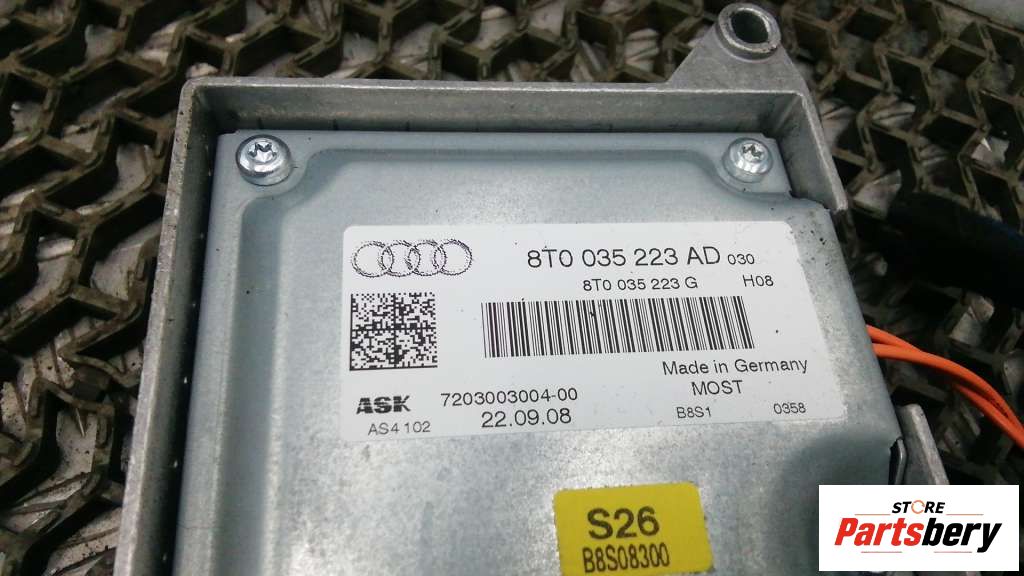 8T0 035 223 AD 030
8T0 035 223 G H08
Made in Germany
MOST
ASK 7203003004-00
AS4 102 22.09.08 B8S1 0358
S26
B8S08300
STORE
Partsbery